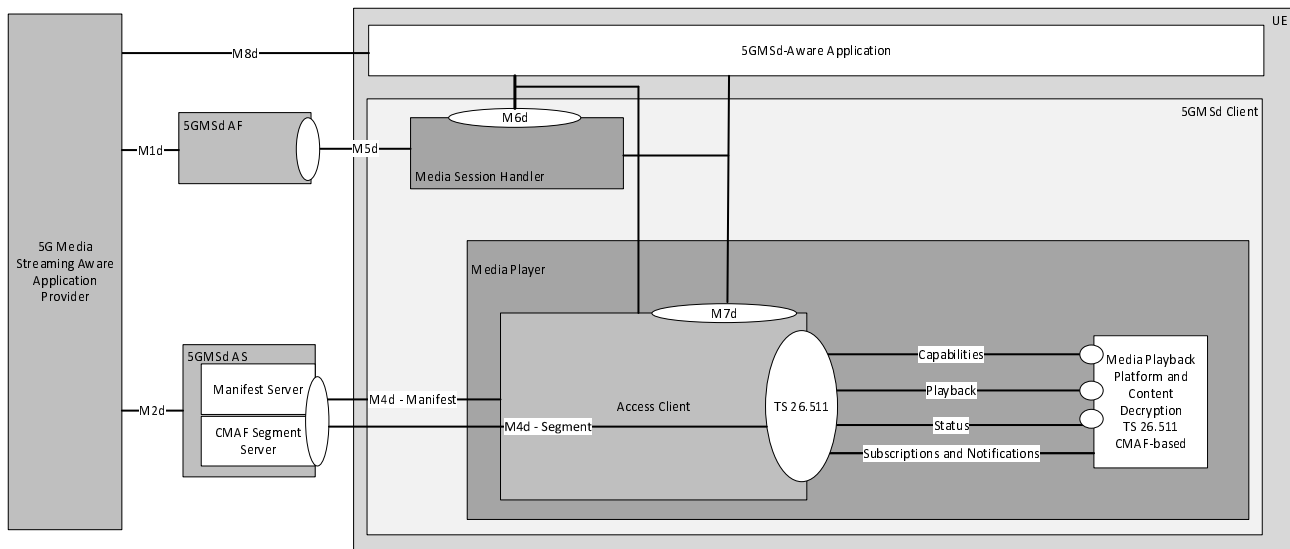 UE
5GMSd-Aware Application
M8d
5GMSd Client
M6d
5GMSd AF
M1d
M5d
Media Session Handler
5G Media
Streaming Aware
Application
Provider
Media Player
M7d
5GMSd AS
Manifest Server
CMAF Segment
Server
M2d
M4d - Manifest
M4d - Segment
Access Client
TS 26.511
Capabilities
Playback
Status
Subscriptions and Notifications
Media Playback
Platform and
Content
Decryption
TS 26.511
CMAF-based